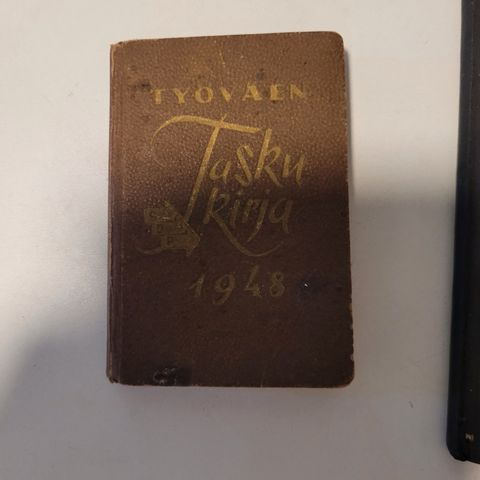 TYÖVÄEN
Tasku
kirja
1948